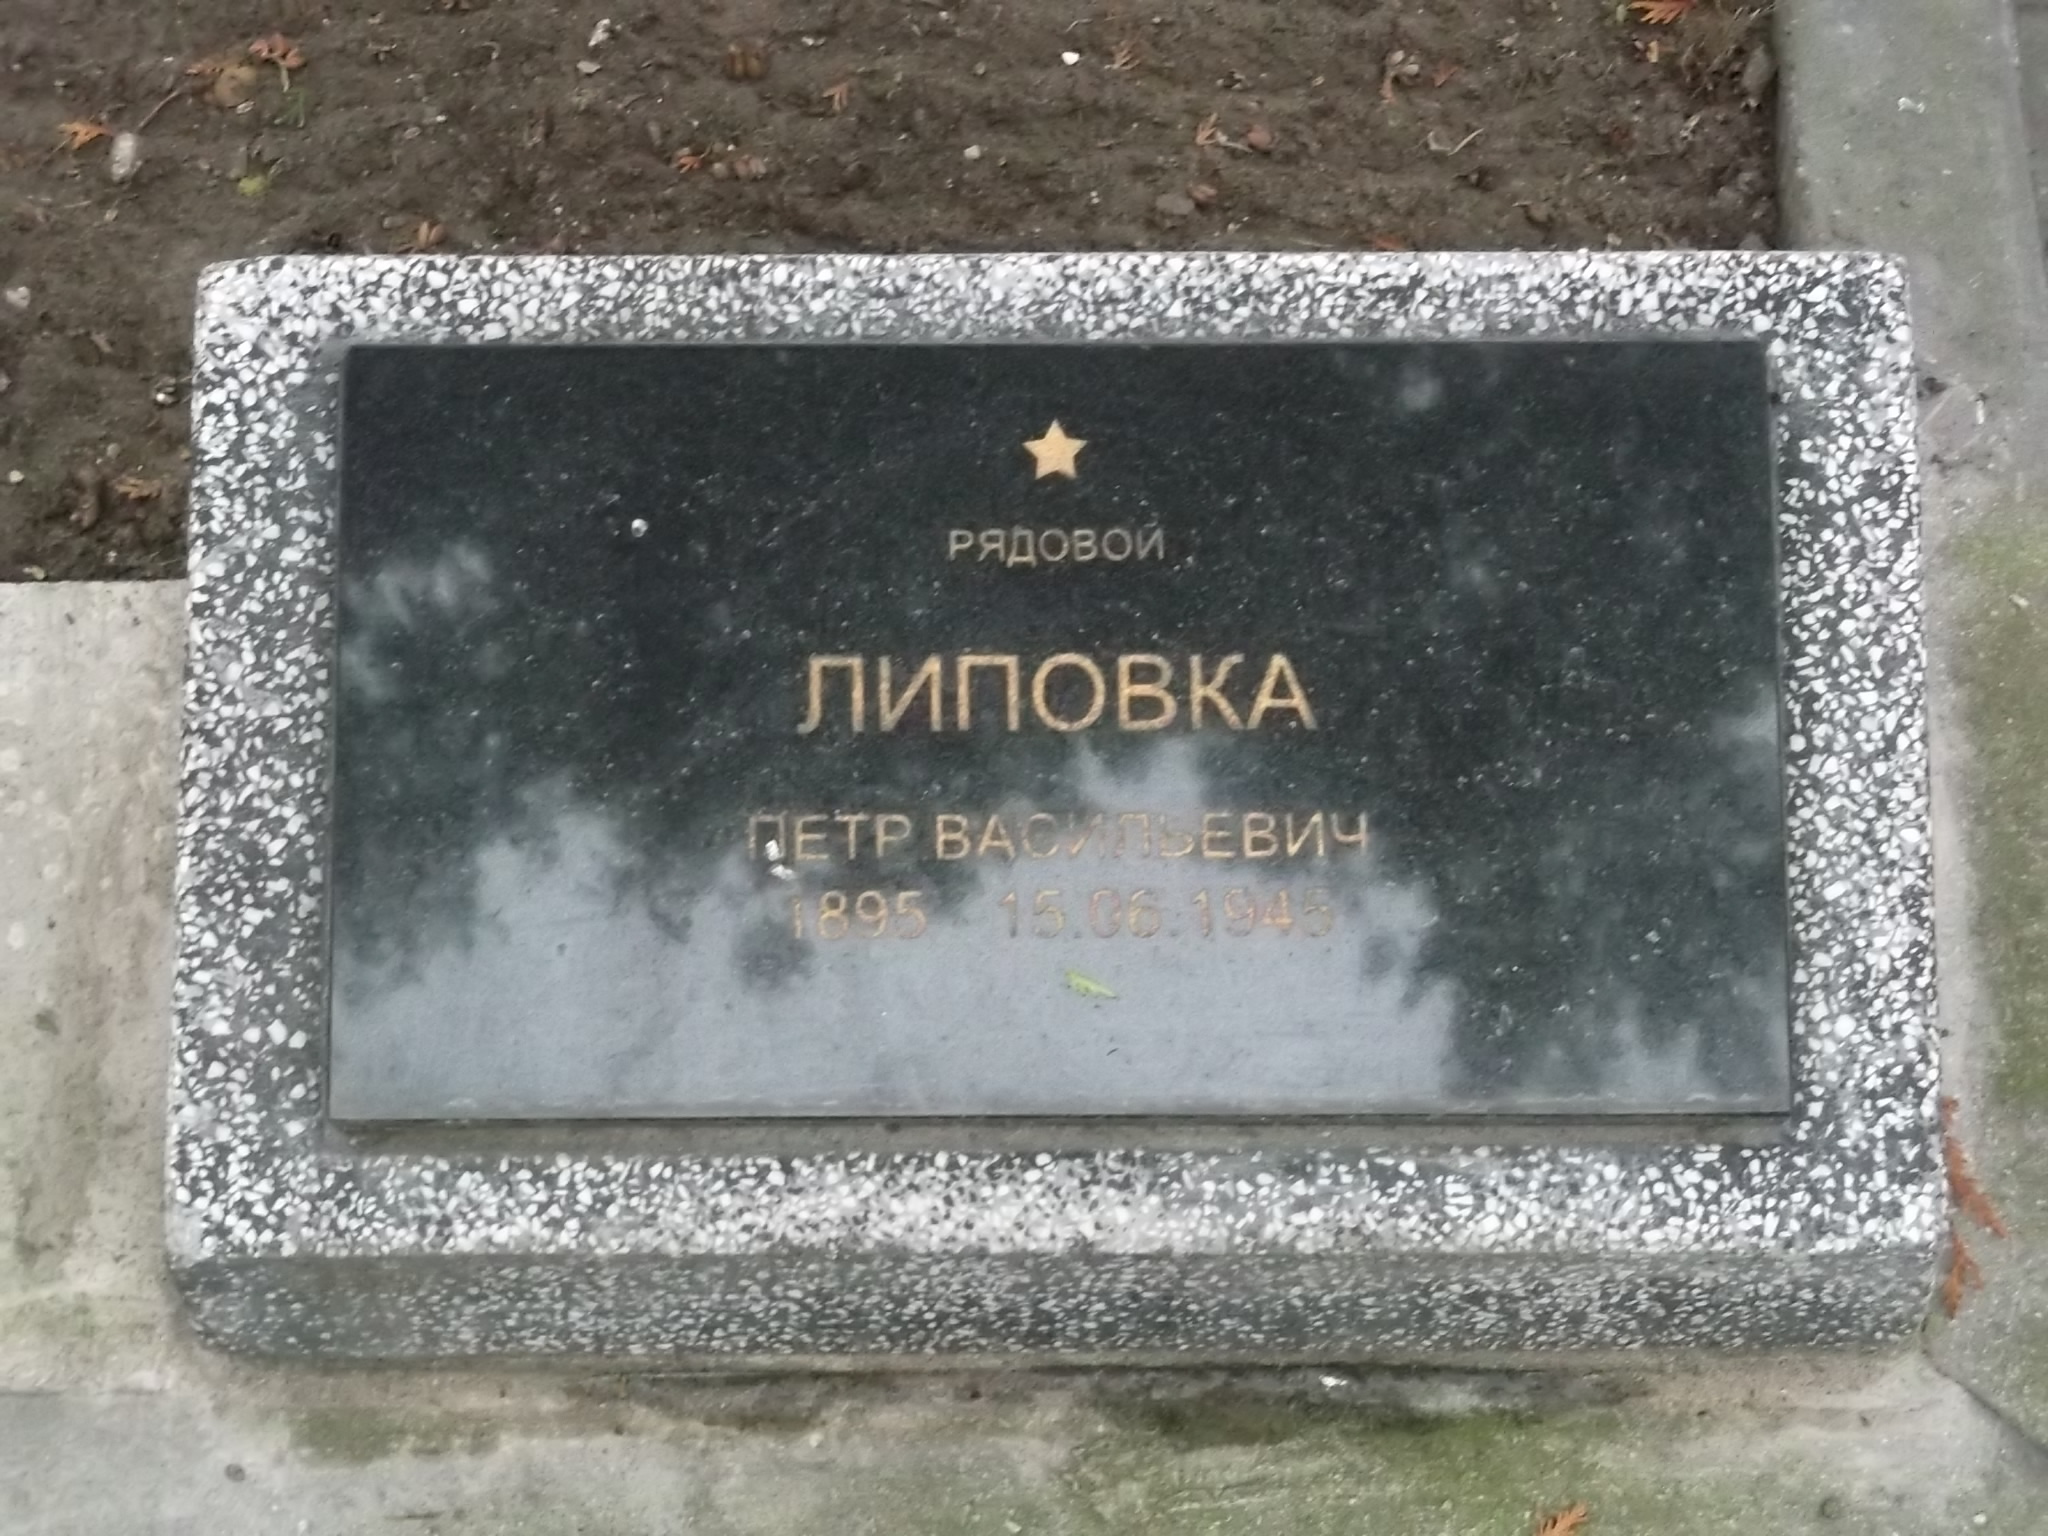 РЯДОВОЙ
ЛИПОВКА
ПЕТР ВАСИЛЬЕВИЧ
1895 - 15.06.1945